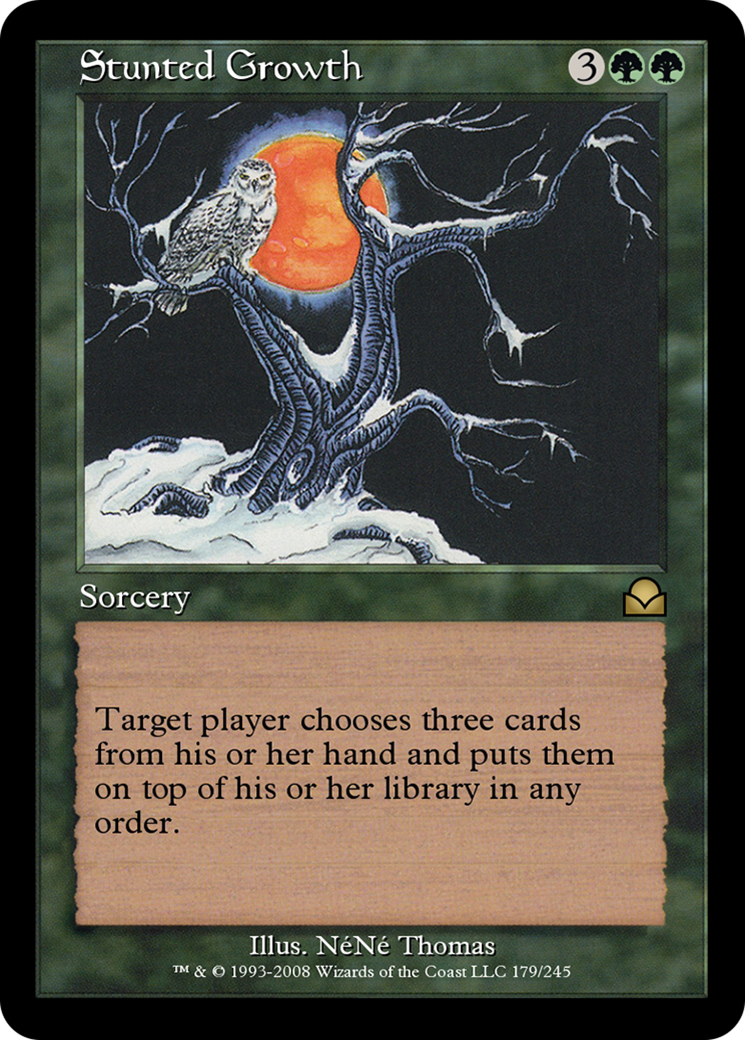 Stunted Growth 3
Sorcery
Target player chooses three cards
from his or her hand and puts them
on top of his or her library in any
order.
Illus. NéNé Thomas
™ & © 1993-2008 Wizards of the Coast LLC 179/245